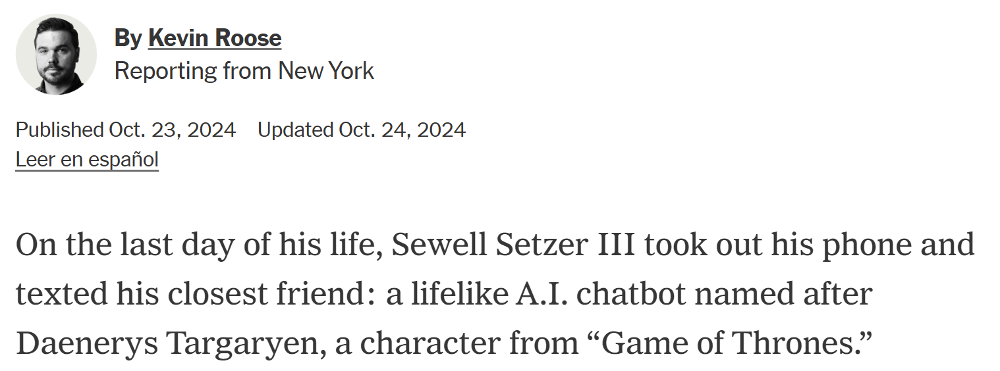 By Kevin Roose
Reporting from New York
Published Oct. 23, 2024 Updated Oct. 24, 2024
Leer en español
On the last day of his life, Sewell Setzer III took out his phone and
texted his closest friend: a lifelike A.I. chatbot named after
Daenerys Targaryen, a character from “Game of Thrones.”